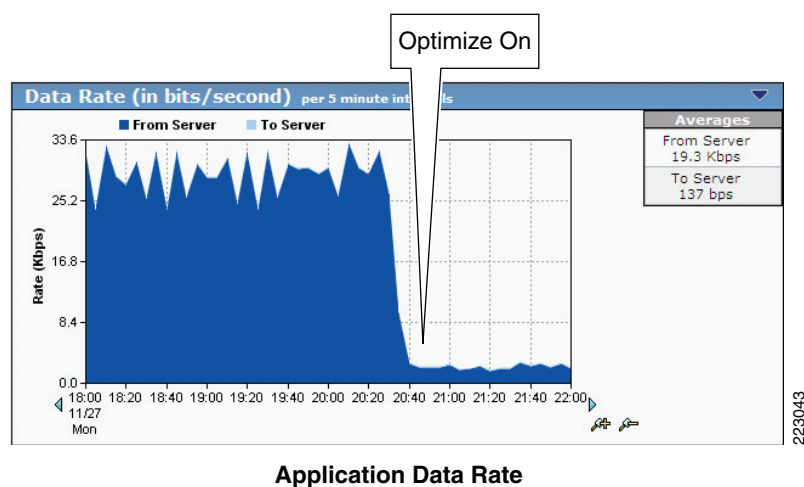 Optimize On
Data Rate (in bits/second) per 5 minute int ls
From Server To Server
Averages
From Server
19.3 Kbps
To Server
137 bps
Rate (Kbps)
33.6
25.2
16.8
8.4
0.0
18:00 18:20 18:40 19:00 19:20 19:40 20:00 20:20 20:40 21:00 21:20 21:40 22:00
11/27
Mon
223043
Application Data Rate